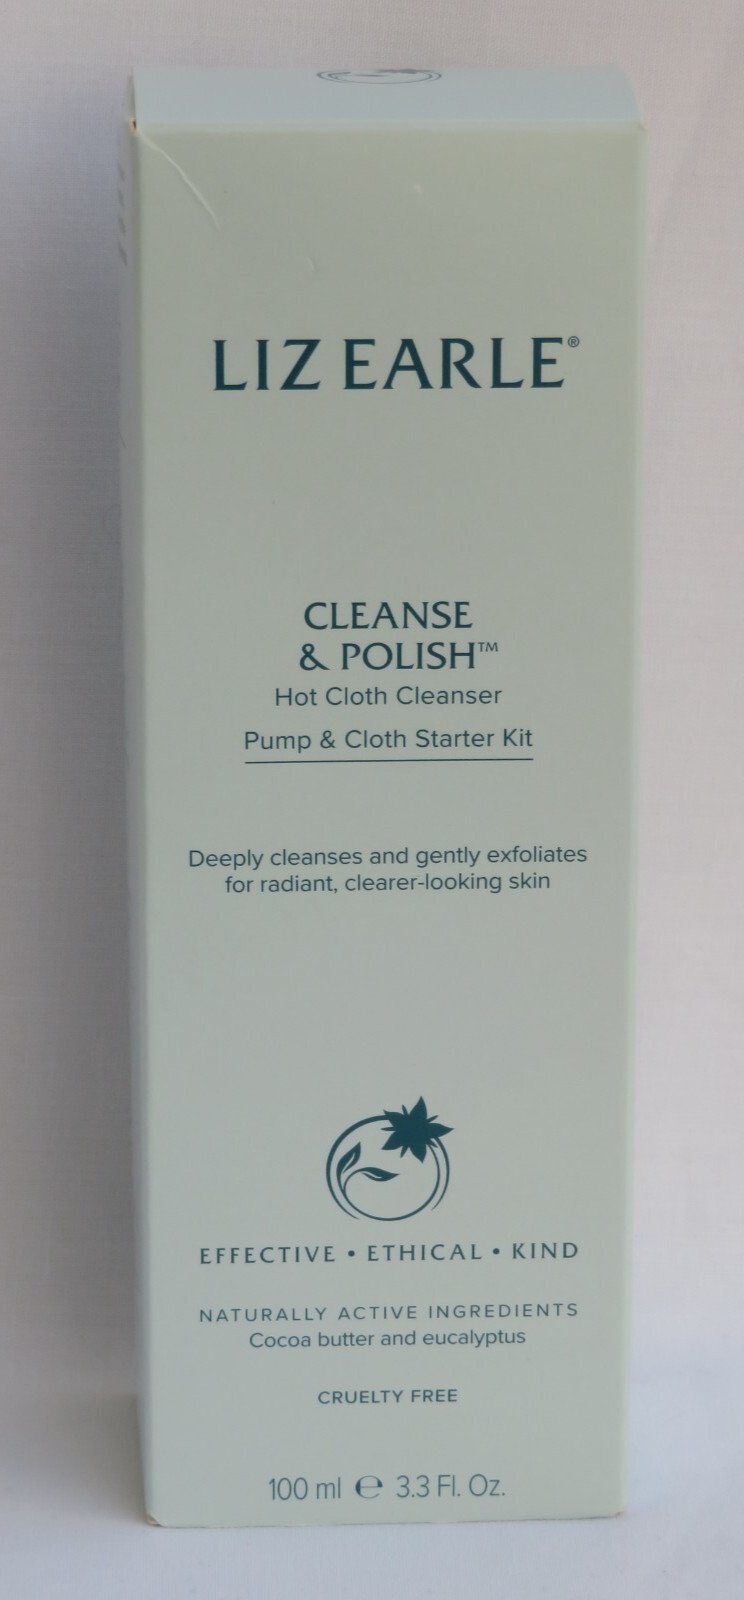 LIZ EARLE®
CLEANSE
& POLISH™
Hot Cloth Cleanser
Pump & Cloth Starter Kit
Deeply cleanses and gently exfoliates
for radiant, clearer-looking skin
EFFECTIVE • ETHICAL • KIND
NATURALLY ACTIVE INGREDIENTS
Cocoa butter and eucalyptus
CRUELTY FREE
100 ml ℮ 3.3 Fl. Oz.